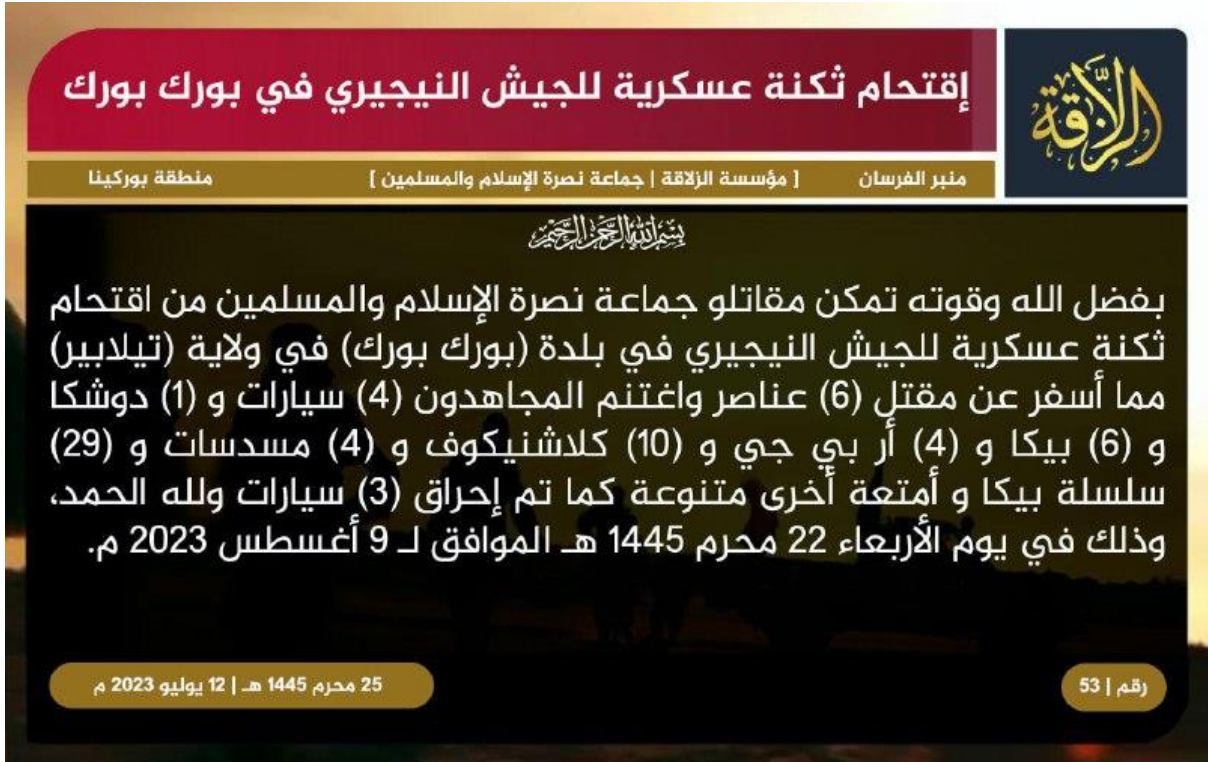 الزلاقة
إقتحام ثكنة عسكرية للجيش النيجيري في بورك بورك
منبر الفرسان [ مؤسسة الزلاقة | جماعة نصرة الإسلام والمسلمين ] منطقة بوركينا
بسم الله الرحمن الرحيم
بفضل الله وقوته تمكن مقاتلو جماعة نصرة الإسلام والمسلمين من اقتحام
ثكنة عسكرية للجيش النيجيري في بلدة (بورك بورك) في ولاية (تيلابير)
مما أسفر عن مقتل (6) عناصر واغتنم المجاهدون (4) سيارات و (1) دوشكا
و (6) بيكا و (4) أر بي جي و (10) كلاشنيكوف و (4) مسدسات و (29)
سلسلة بيكا و أمتعة أخرى متنوعة كما تم إحراق (3) سيارات ولله الحمد،
وذلك في يوم الأربعاء 22 محرم 1445 هـ الموافق لـ 9 أغسطس 2023 م.
رقم | 53
25 محرم 1445 هـ | 12 يوليو 2023 م